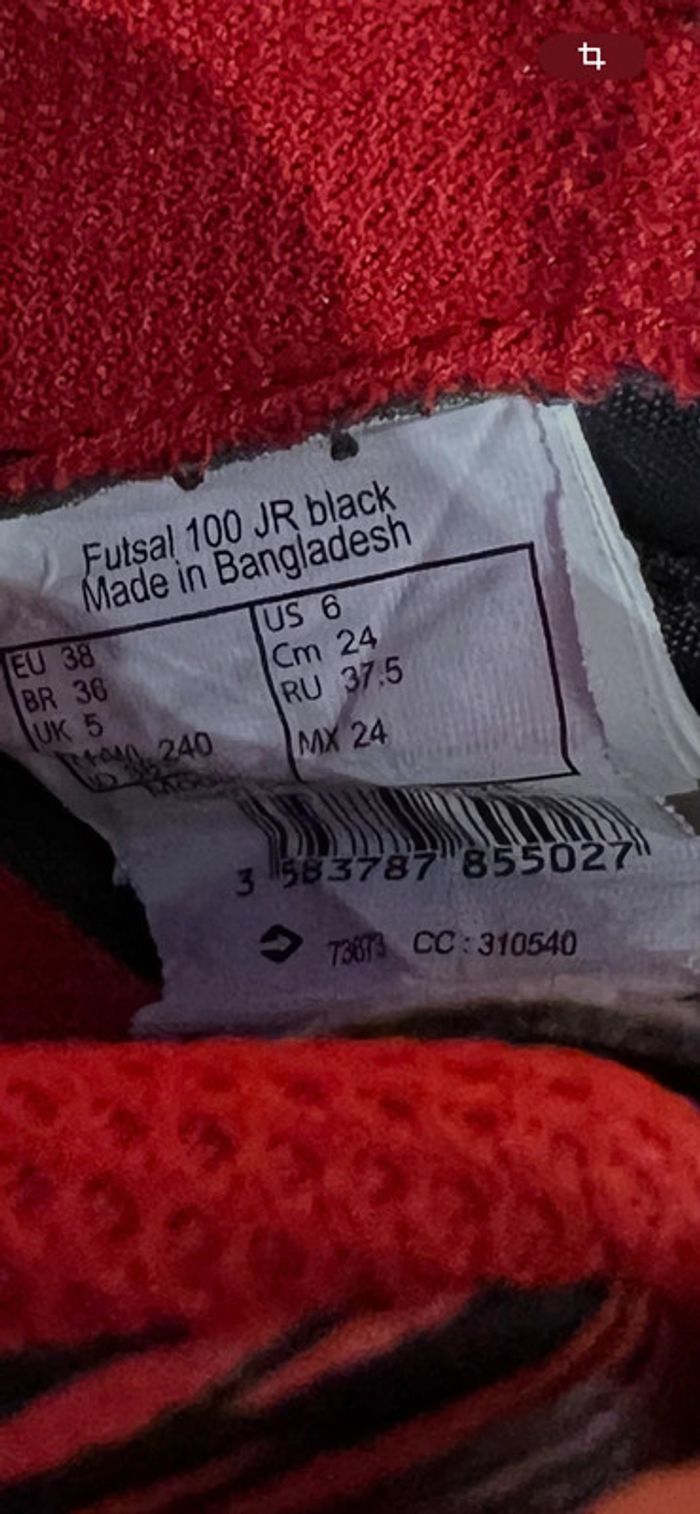 Futsal 100 JR black
Made in Bangladesh
EU 38
BR 36
UK 5
240
US 6
Cm 24
RU 37.5
MX 24
3 583787 855027
73673 CC : 310540